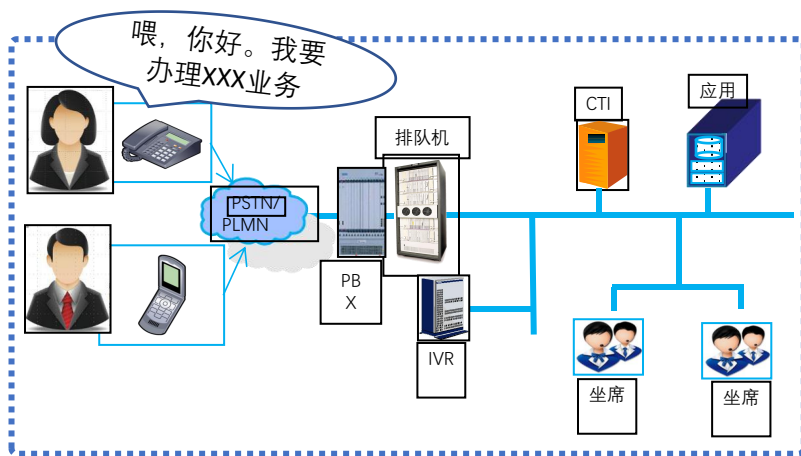 喂，你好。我要
办理XXX业务
CTI
应用
排队机
PSTN/
PLMN
PB
X
IVR
坐席
坐席